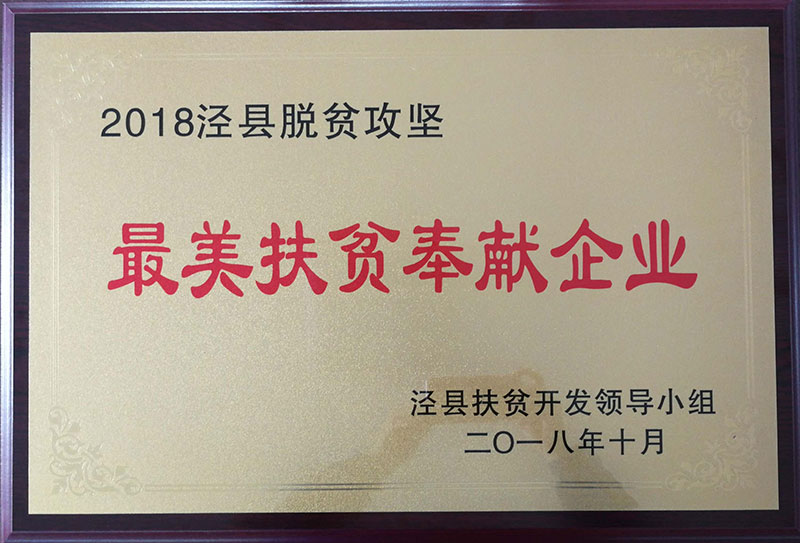 2018泾县脱贫攻坚
最美扶贫奉献企业
泾县扶贫开发领导小组
二〇一八年十月